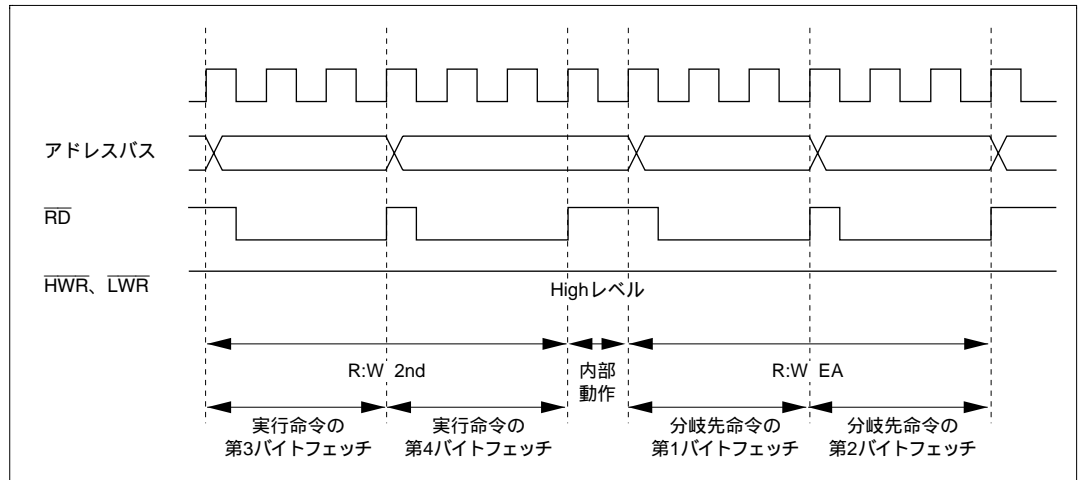 アドレスバス
RD
HWR、LWR
Highレベル
R:W 2nd
内部
動作
R:W EA
実行命令の
第3バイトフェッチ
実行命令の
第4バイトフェッチ
分岐先命令の
第1バイトフェッチ
分岐先命令の
第2バイトフェッチ